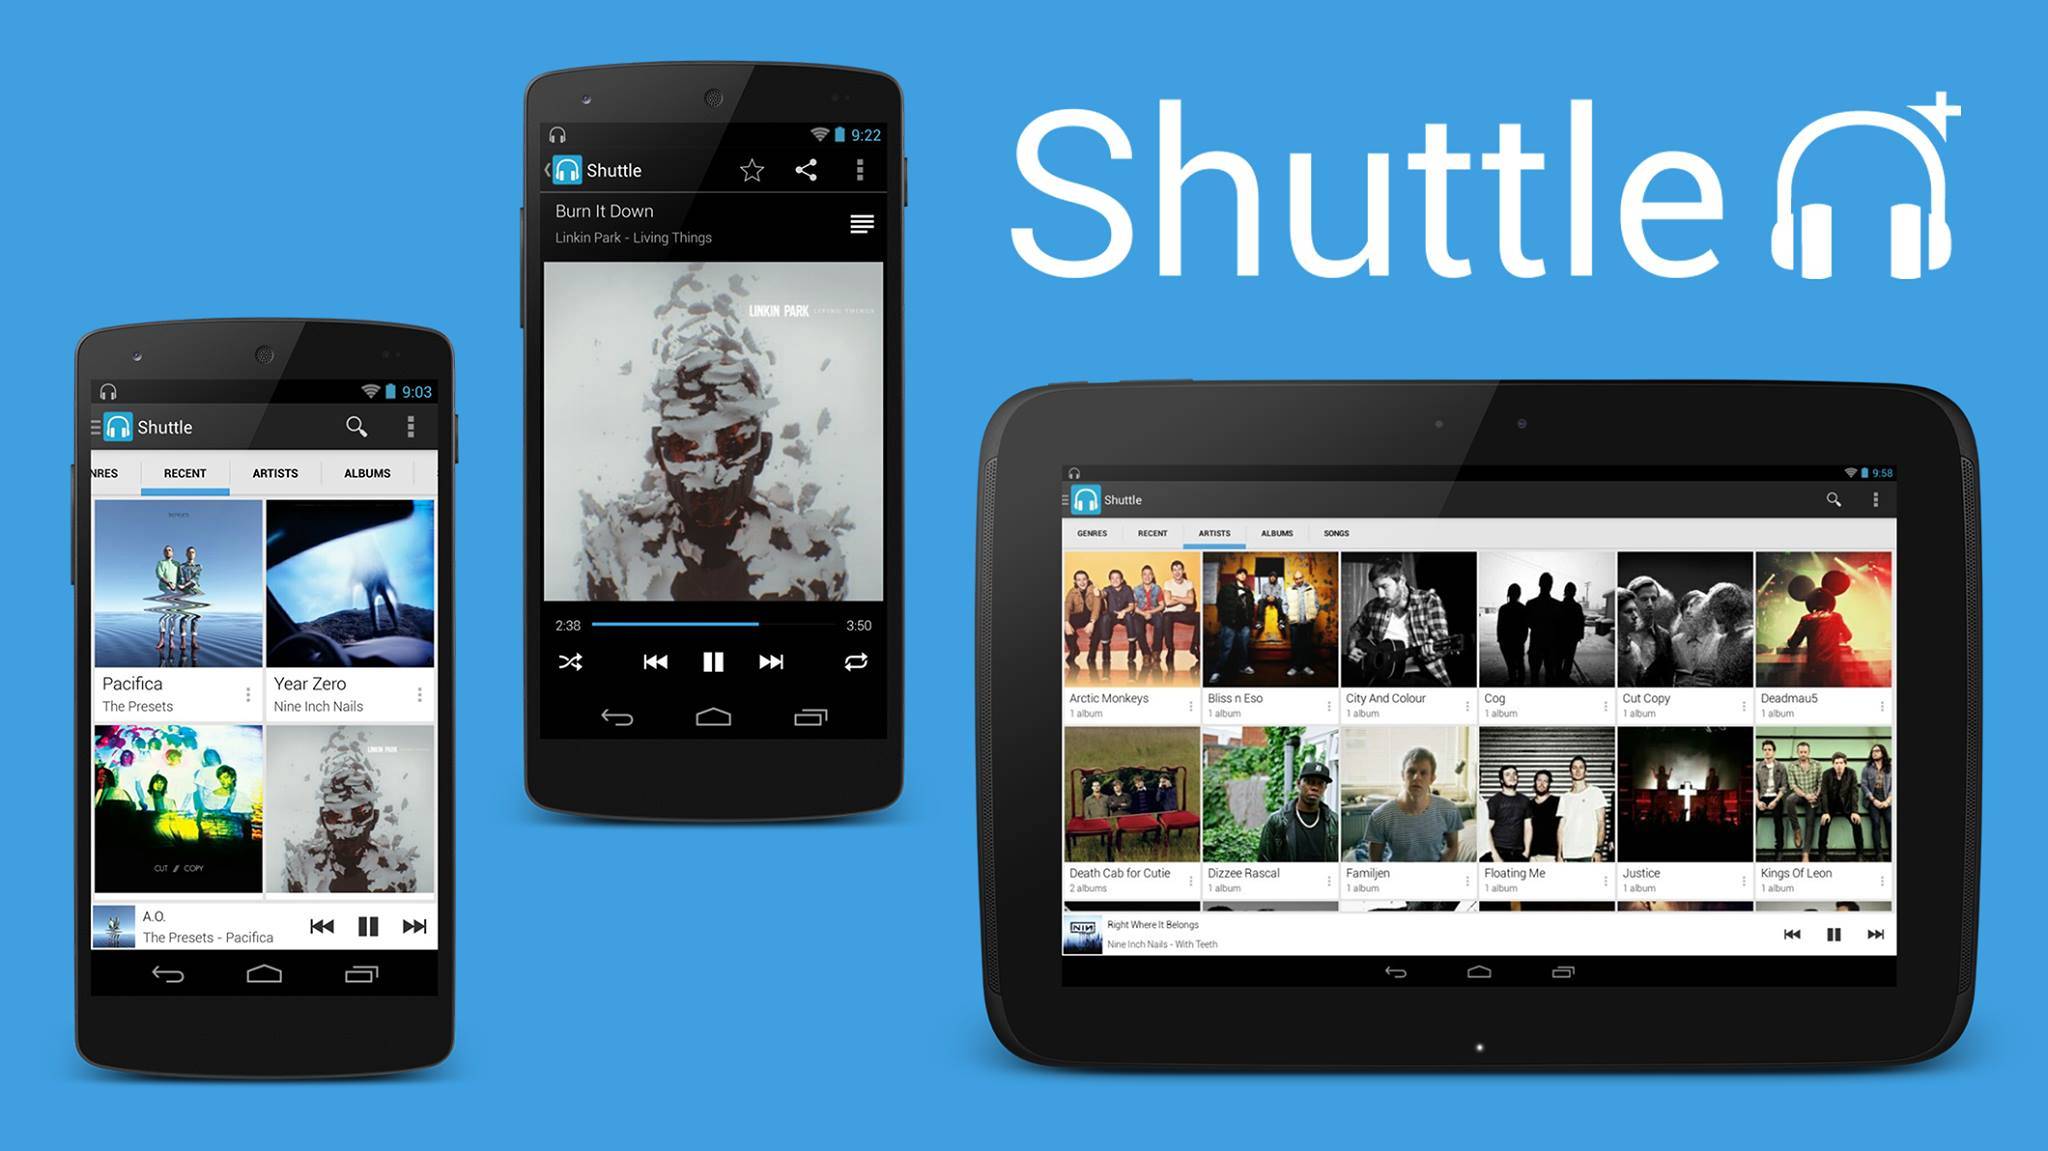 Shuttle
9:22
Shuttle
Burn It Down
Linkin Park - Living Things
LINKIN PARK LIVING THINGS
2:38
3:50
9:03
Shuttle
NRES RECENT ARTISTS ALBUMS
Pacifica
The Presets
Year Zero
Nine Inch Nails
CUT // COPY
LINKIN PARK
A.O.
The Presets - Pacifica
9:58
Shuttle
GENRES RECENT ARTISTS ALBUMS SONGS
Arctic Monkeys
1 album
Bliss n Eso
1 album
City And Colour
1 album
Cog
1 album
Cut Copy
1 album
Deadmau5
1 album
Death Cab for Cutie
2 albums
Dizzee Rascal
1 album
Familjen
1 album
Floating Me
1 album
Justice
1 album
Kings Of Leon
1 album
NIN
Right Where It Belongs
Nine Inch Nails - With Teeth